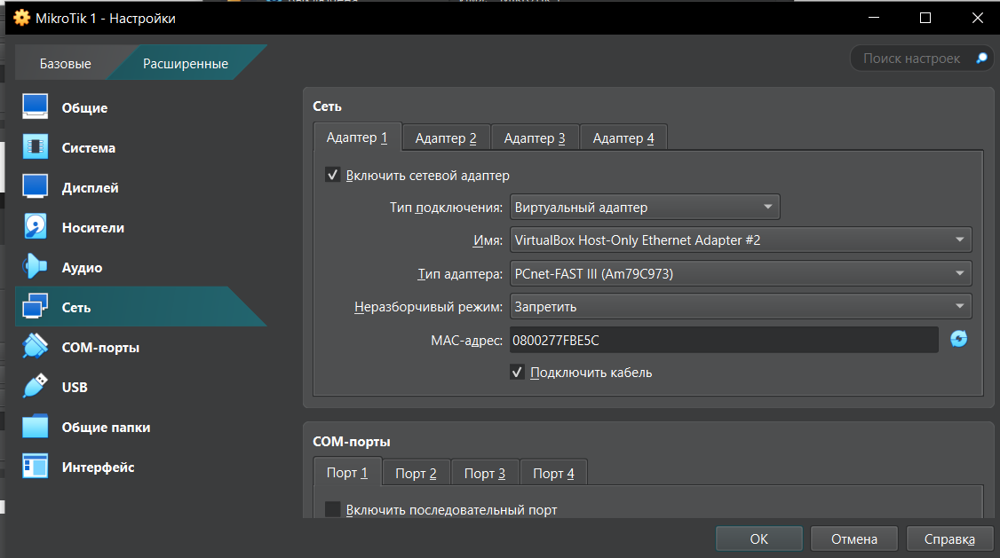 MikroTik 1 - Настройки
Базовые
Расширенные
Поиск настроек
Общие
Система
Дисплей
Носители
Аудио
Сеть
COM-порты
USB
Общие папки
Интерфейс
Сеть
Адаптер 1 Адаптер 2 Адаптер 3 Адаптер 4
Включить сетевой адаптер
Тип подключения: Виртуальный адаптер
Имя: VirtualBox Host-Only Ethernet Adapter #2
Тип адаптера: PCnet-FAST III (Am79C973)
Неразборчивый режим: Запретить
MAC-адрес: 0800277FBE5C
Подключить кабель
COM-порты
Порт 1 Порт 2 Порт 3 Порт 4
Включить последовательный порт
OK Отмена Справка